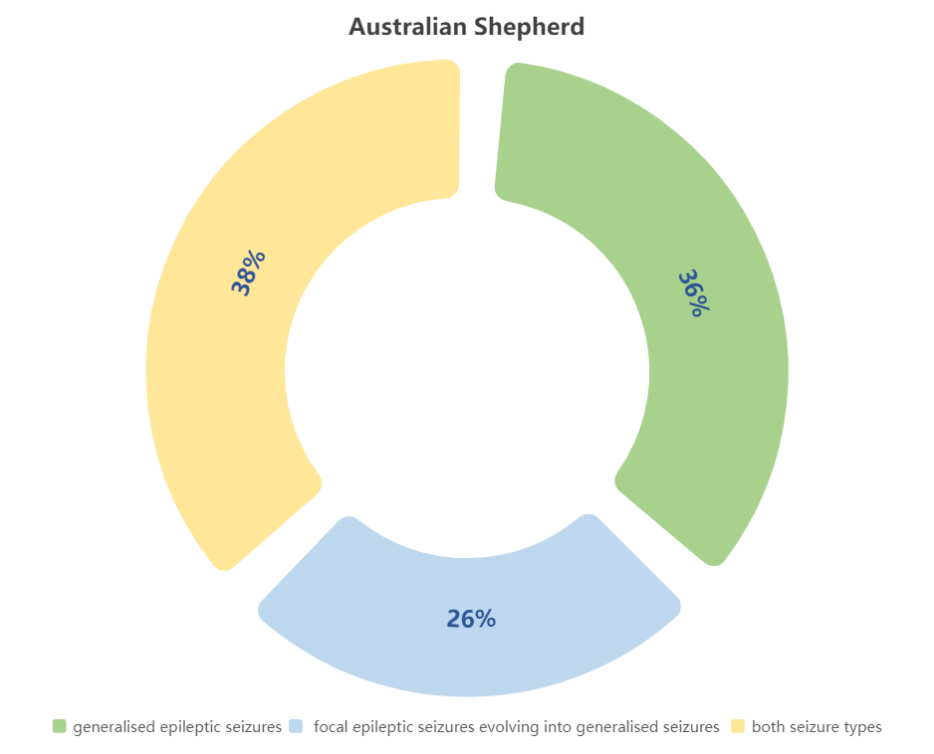 Australian Shepherd
38%
36%
26%
generalised epileptic seizures focal epileptic seizures evolving into generalised seizures both seizure types